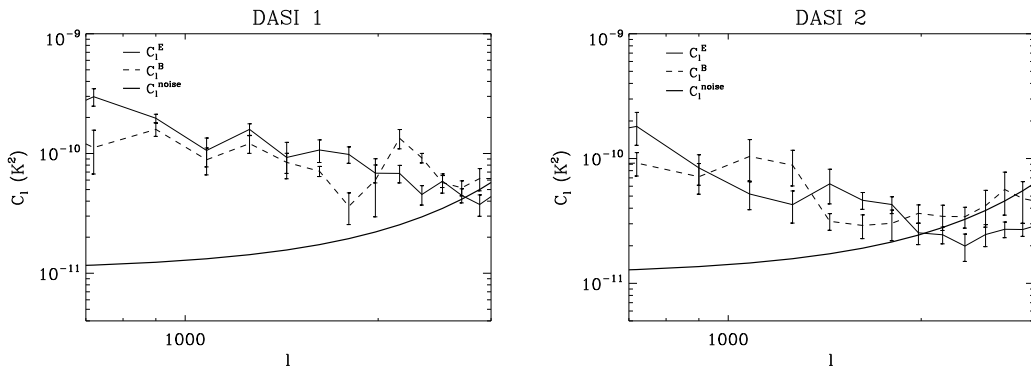 DASI 1
C_l^E
C_l^B
C_l^noise
10^-9
10^-10
10^-11
C_l (K^2)
1000
l
DASI 2
C_l^E
C_l^B
C_l^noise
10^-9
10^-10
10^-11
C_l (K^2)
1000
l